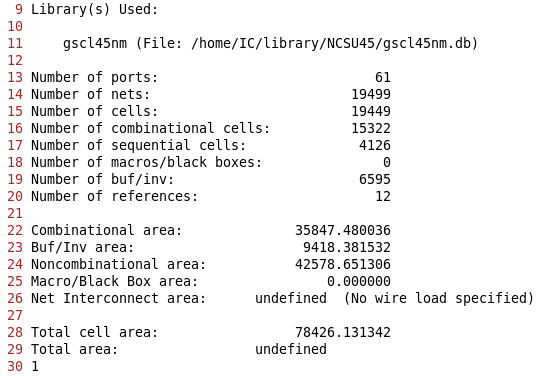 9 Library(s) Used:
10
11     gscl45nm (File: /home/IC/library/NCSU45/gscl45nm.db)
12
13 Number of ports:                           61
14 Number of nets:                         19499
15 Number of cells:                        19449
16 Number of combinational cells:          15322
17 Number of sequential cells:              4126
18 Number of macros/black boxes:               0
19 Number of buf/inv:                       6595
20 Number of references:                      12
21
22 Combinational area:              35847.480036
23 Buf/Inv area:                     9418.381532
24 Noncombinational area:           42578.651306
25 Macro/Black Box area:                0.000000
26 Net Interconnect area:      undefined  (No wire load specified)
27
28 Total cell area:                 78426.131342
29 Total area:                 undefined
30 1